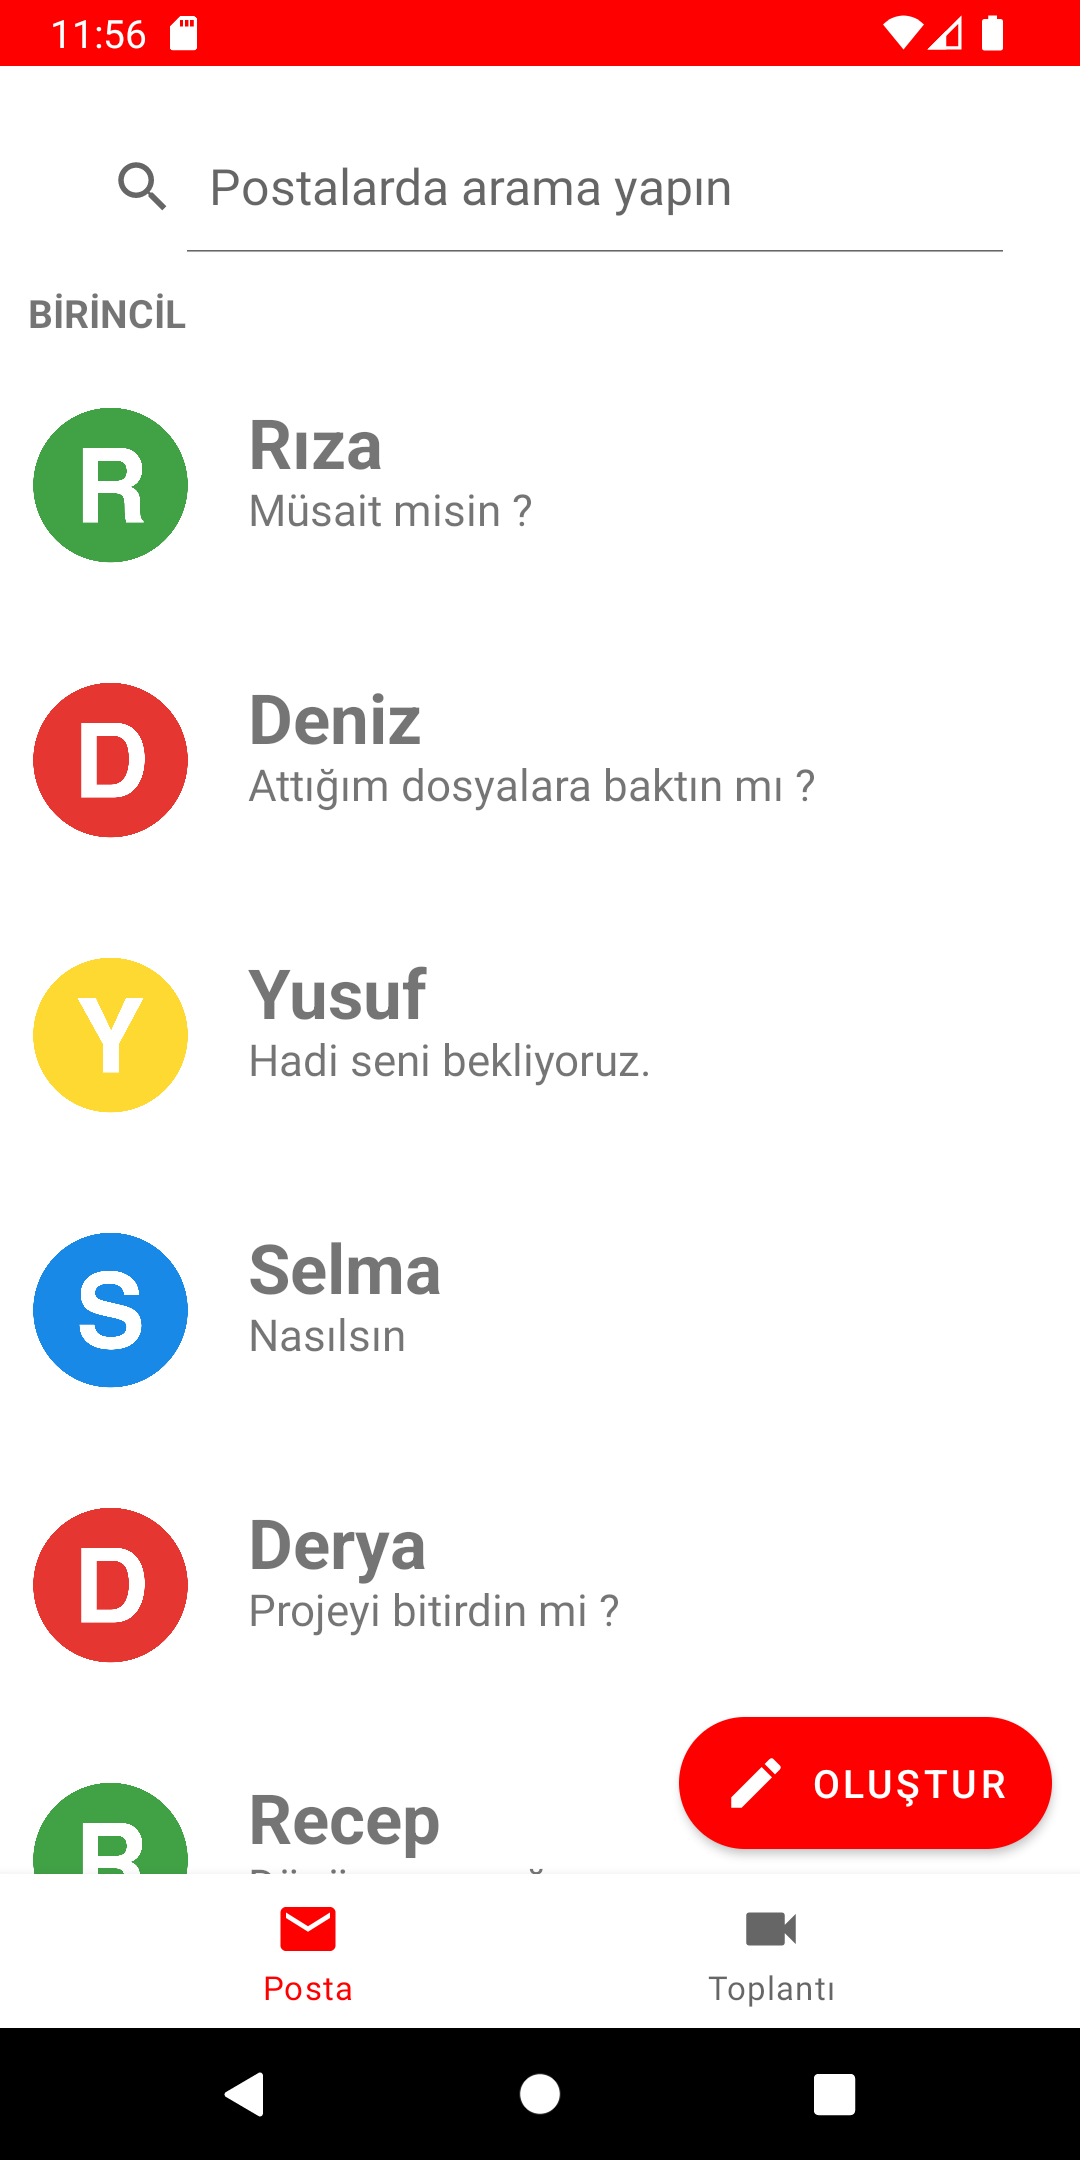 11:56
Postalarda arama yapın
BİRİNCİL
R
Rıza
Müsait misin ?
D
Deniz
Attığım dosyalara baktın mı ?
Y
Yusuf
Hadi seni bekliyoruz.
S
Selma
Nasılsın
D
Derya
Projeyi bitirdin mi ?
R
Recep
OLUŞTUR
Posta
Toplantı